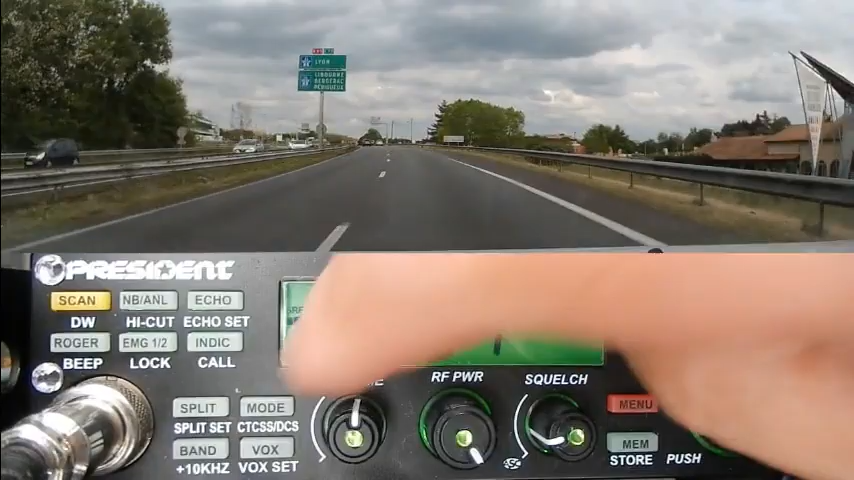 LYON
LIBOURNE
BERGERAC
PERIGUEUX
PRESIDENT
SCAN NB/ANL ECHO
DW HI-CUT ECHO SET
ROGER EMG 1/2 INDIC
BEEP LOCK CALL
SPLIT MODE
SPLIT SET CTCSS/DCS
BAND VOX
+10KHZ VOX SET
RF PWR SQUELCH
MENU
MEM
STORE PUSH